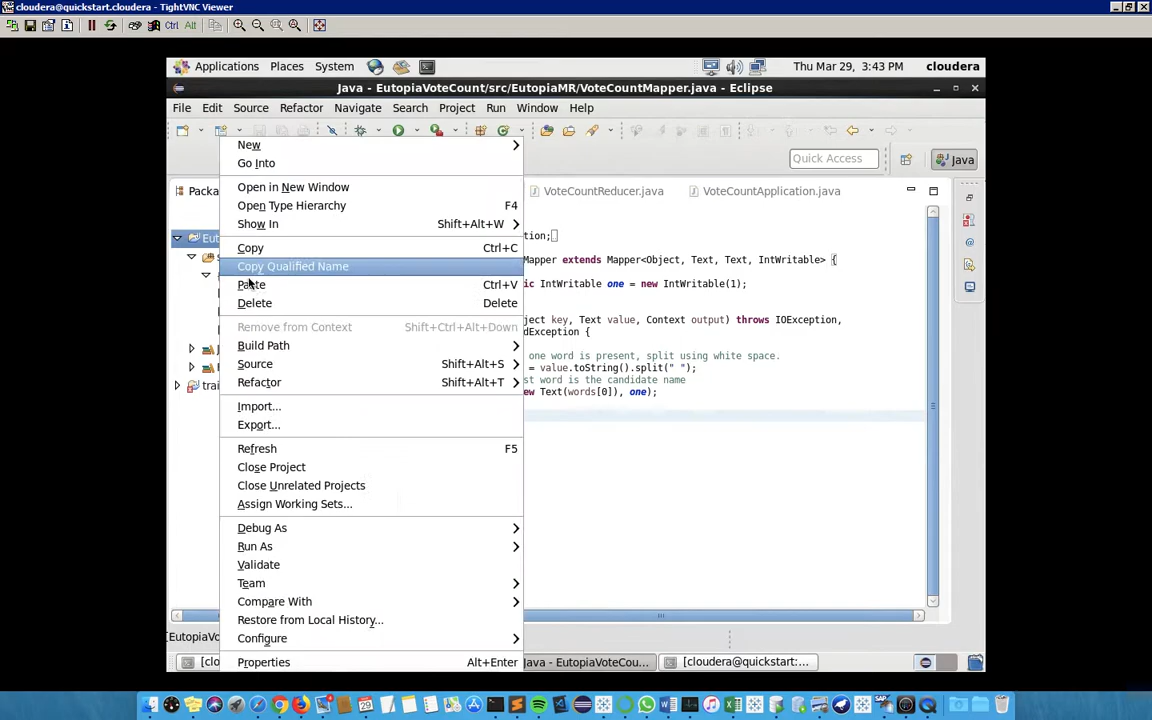 cloudera@quickstart.cloudera - TightVNC Viewer
Ctrl Alt
Applications Places System Thu Mar 29, 3:43 PM cloudera
Java - EutopiaVoteCount/src/EutopiaMR/VoteCountMapper.java - Eclipse
File Edit Source Refactor Navigate Search Project Run Window Help
Quick Access Java
Packa VoteCountReducer.java VoteCountApplication.java
New
Go Into
Open in New Window
Open Type Hierarchy F4
Show In Shift+Alt+W
Copy Ctrl+C
Copy Qualified Name
Paste Ctrl+V
Delete Delete
Remove from Context Shift+Ctrl+Alt+Down
Build Path
Source Shift+Alt+S
Refactor Shift+Alt+T
Import...
Export...
Refresh F5
Close Project
Close Unrelated Projects
Assign Working Sets...
Debug As
Run As
Validate
Team
Compare With
Restore from Local History...
Configure
Properties Alt+Enter
Eut
trai
tion;
Mapper extends Mapper<Object, Text, Text, IntWritable> {
ic IntWritable one = new IntWritable(1);
ject key, Text value, Context output) throws IOException,
dException {
one word is present, split using white space.
= value.toString().split(" ");
st word is the candidate name
ew Text(words[0]), one);
[EutopiaVo
[clo Java - EutopiaVoteCou... [cloudera@quickstart:...